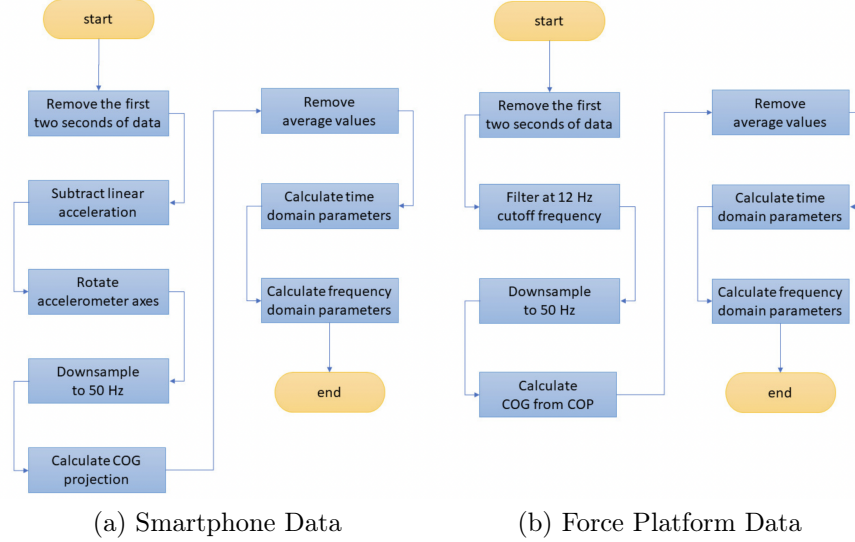 start
Remove the first
two seconds of data
Subtract linear
acceleration
Rotate
accelerometer axes
Downsample
to 50 Hz
Calculate COG
projection
Remove
average values
Calculate time
domain parameters
Calculate frequency
domain parameters
end
(a) Smartphone Data
start
Remove the first
two seconds of data
Filter at 12 Hz
cutoff frequency
Downsample
to 50 Hz
Calculate
COG from COP
Remove
average values
Calculate time
domain parameters
Calculate frequency
domain parameters
end
(b) Force Platform Data